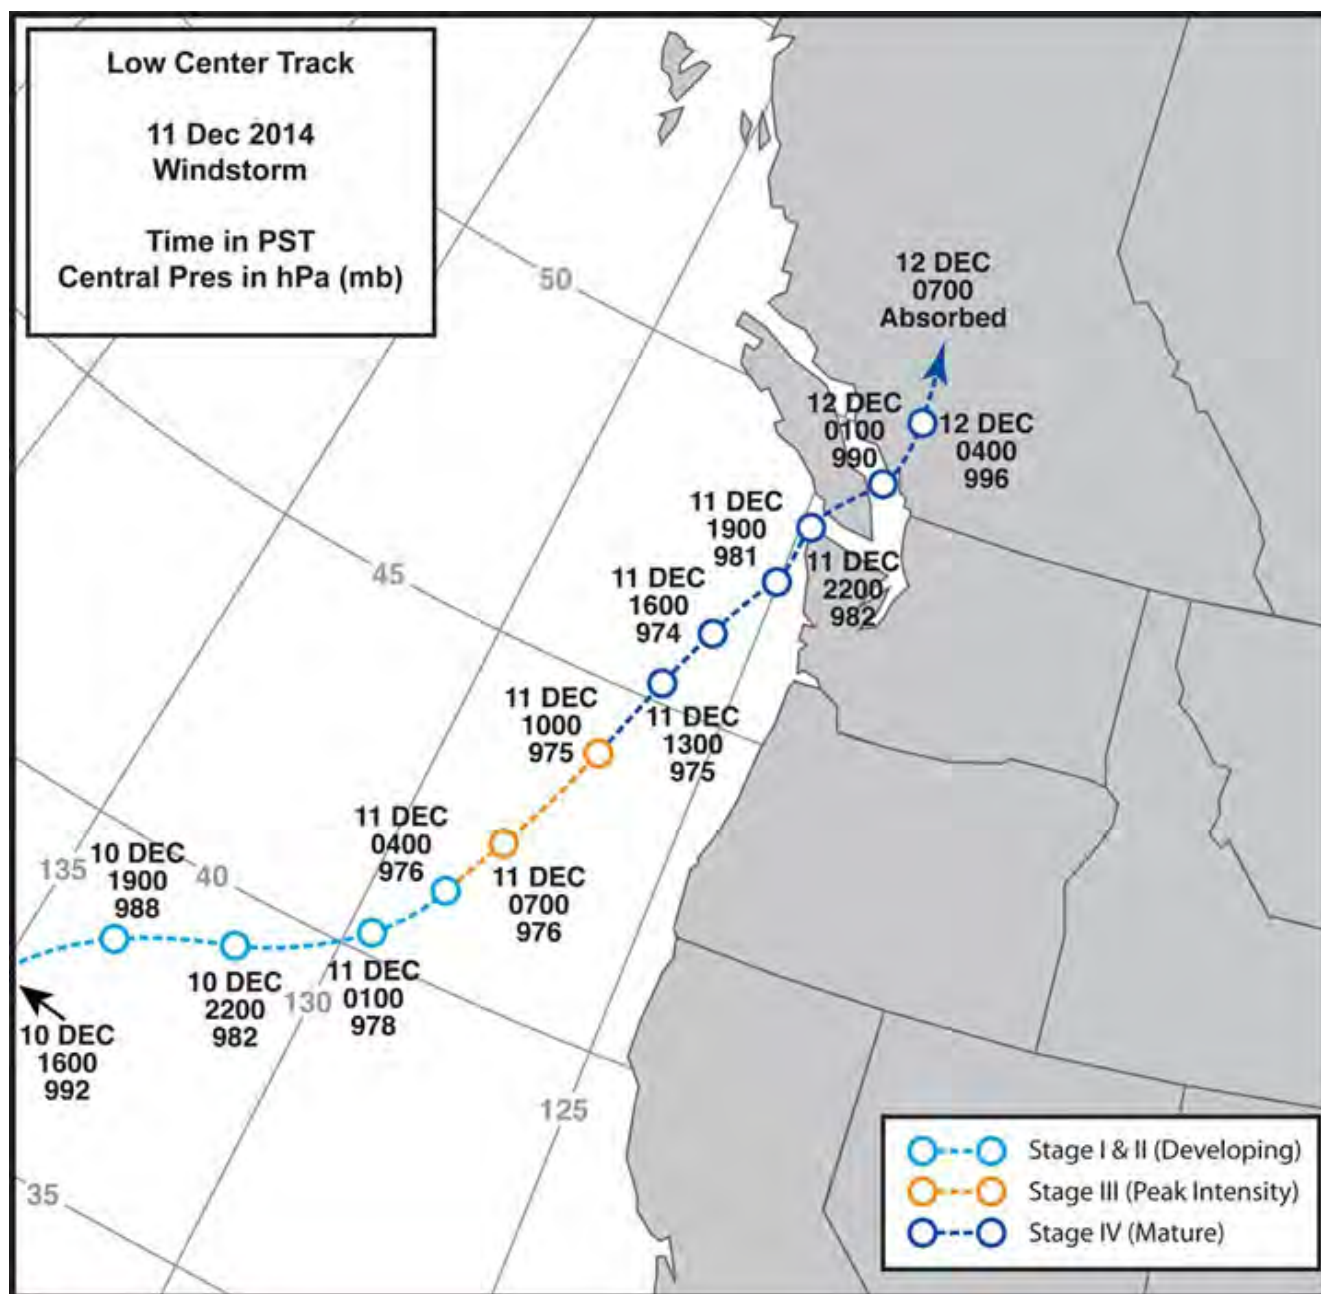 Low Center Track
11 Dec 2014
Windstorm
Time in PST
Central Pres in hPa (mb)
50
12 DEC
0700
Absorbed
12 DEC
0100
990
12 DEC
0400
996
11 DEC
1900
981
11 DEC
2200
982
45
11 DEC
1600
974
11 DEC
1000
975
11 DEC
1300
975
11 DEC
0400
976
11 DEC
0700
976
135
10 DEC
1900
988
40
10 DEC
2200
982
130
11 DEC
0100
978
10 DEC
1600
992
125
35
Stage I & II (Developing)
Stage III (Peak Intensity)
Stage IV (Mature)